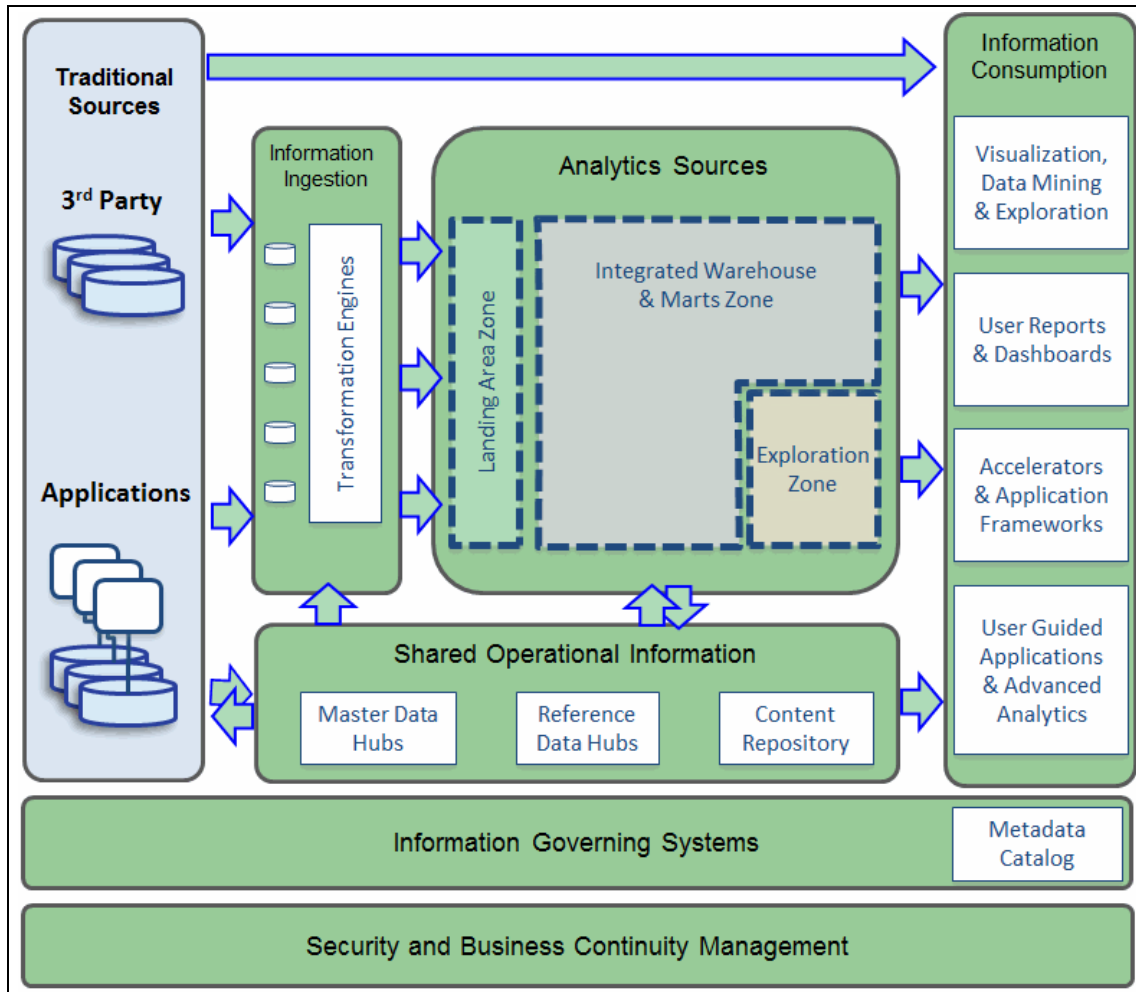 Traditional
Sources
3rd Party
Applications
Information
Ingestion
Transformation Engines
Analytics Sources
Landing Area Zone
Integrated Warehouse
& Marts Zone
Exploration
Zone
Shared Operational Information
Master Data
Hubs
Reference
Data Hubs
Content
Repository
Information
Consumption
Visualization,
Data Mining
& Exploration
User Reports
& Dashboards
Accelerators
& Application
Frameworks
User Guided
Applications
& Advanced
Analytics
Information Governing Systems
Metadata
Catalog
Security and Business Continuity Management